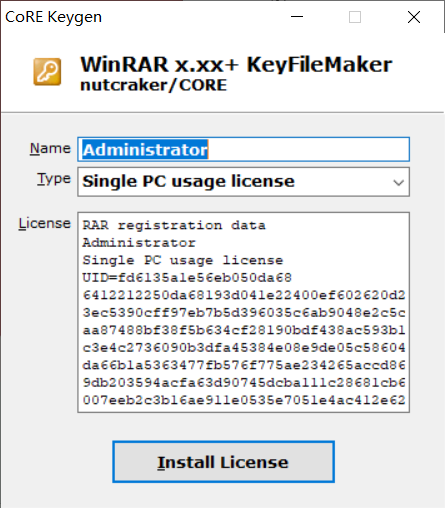 CoRE Keygen
WinRAR x.xx+ KeyFileMaker
nutcraker/CORE
Name
Administrator
Type
Single PC usage license
License
RAR registration data
Administrator
Single PC usage license
UID=fd6135a1e56eb050da68
6412212250da68193d041e22400ef602620d2
3ec5390cff97eb7b5d396035c6ab9048e2c5c
aa87488bf38f5b634cf28190bdf438ac593b1
c3e4c2736090b3dfa45384e08e9de05c58604
da66b1a5363477fb576f775ae234265accd86
9db203594acfa63d90745dcba111c28681cb6
007eeb2c3b16ae911e0535e7051e4ac412e62
Install License